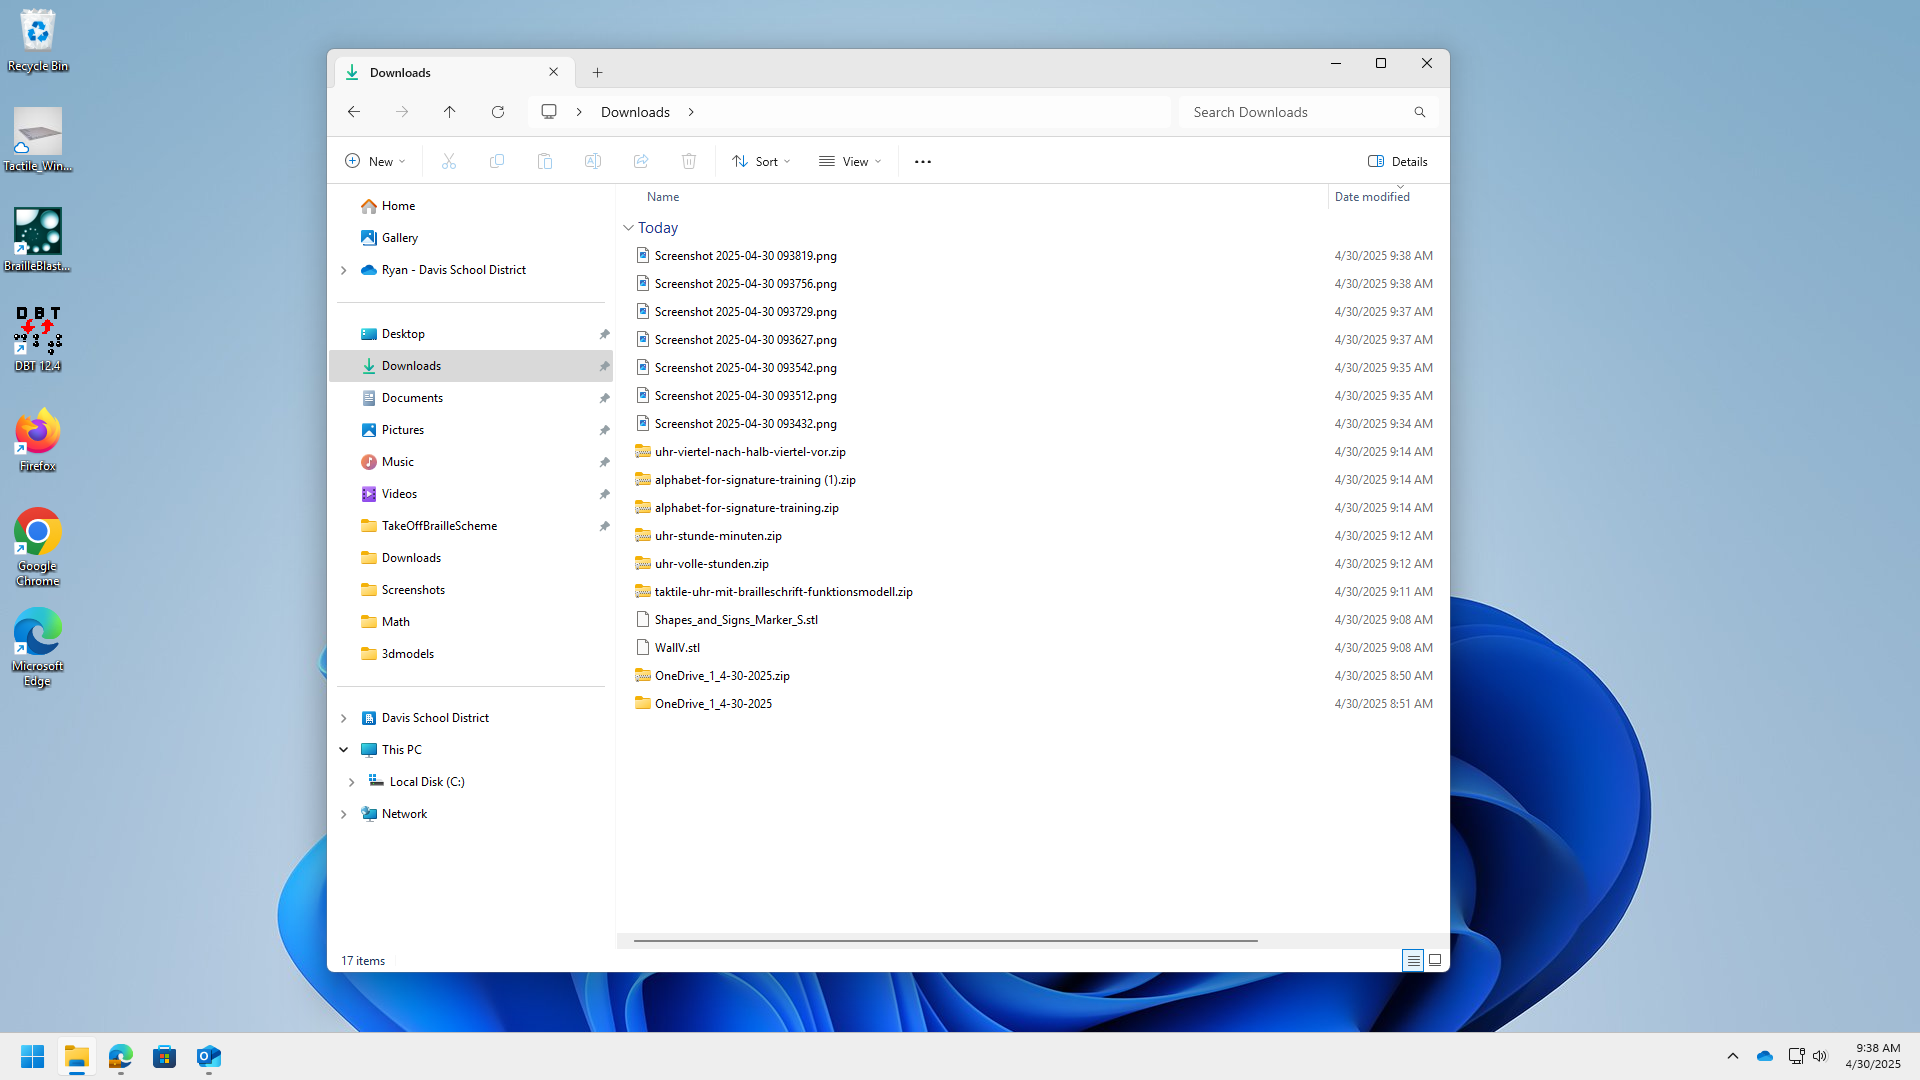 Recycle Bin
Tactile_Win...
BrailleBlast...
D B T
DBT 12.4
Firefox
Google
Chrome
Microsoft
Edge
Downloads
Downloads
Search Downloads
New
Sort
View
Details
Home
Gallery
Ryan - Davis School District
Desktop
Downloads
Documents
Pictures
Music
Videos
TakeOffBrailleScheme
Downloads
Screenshots
Math
3dmodels
Davis School District
This PC
Local Disk (C:)
Network
Name Date modified
Today
Screenshot 2025-04-30 093819.png 4/30/2025 9:38 AM
Screenshot 2025-04-30 093756.png 4/30/2025 9:38 AM
Screenshot 2025-04-30 093729.png 4/30/2025 9:37 AM
Screenshot 2025-04-30 093627.png 4/30/2025 9:37 AM
Screenshot 2025-04-30 093542.png 4/30/2025 9:35 AM
Screenshot 2025-04-30 093512.png 4/30/2025 9:35 AM
Screenshot 2025-04-30 093432.png 4/30/2025 9:34 AM
uhr-viertel-nach-halb-viertel-vor.zip 4/30/2025 9:14 AM
alphabet-for-signature-training (1).zip 4/30/2025 9:14 AM
alphabet-for-signature-training.zip 4/30/2025 9:14 AM
uhr-stunde-minuten.zip 4/30/2025 9:12 AM
uhr-volle-stunden.zip 4/30/2025 9:12 AM
taktile-uhr-mit-brailleschrift-funktionsmodell.zip 4/30/2025 9:11 AM
Shapes_and_Signs_Marker_S.stl 4/30/2025 9:08 AM
WallV.stl 4/30/2025 9:08 AM
OneDrive_1_4-30-2025.zip 4/30/2025 8:50 AM
OneDrive_1_4-30-2025 4/30/2025 8:51 AM
17 items
9:38 AM
4/30/2025